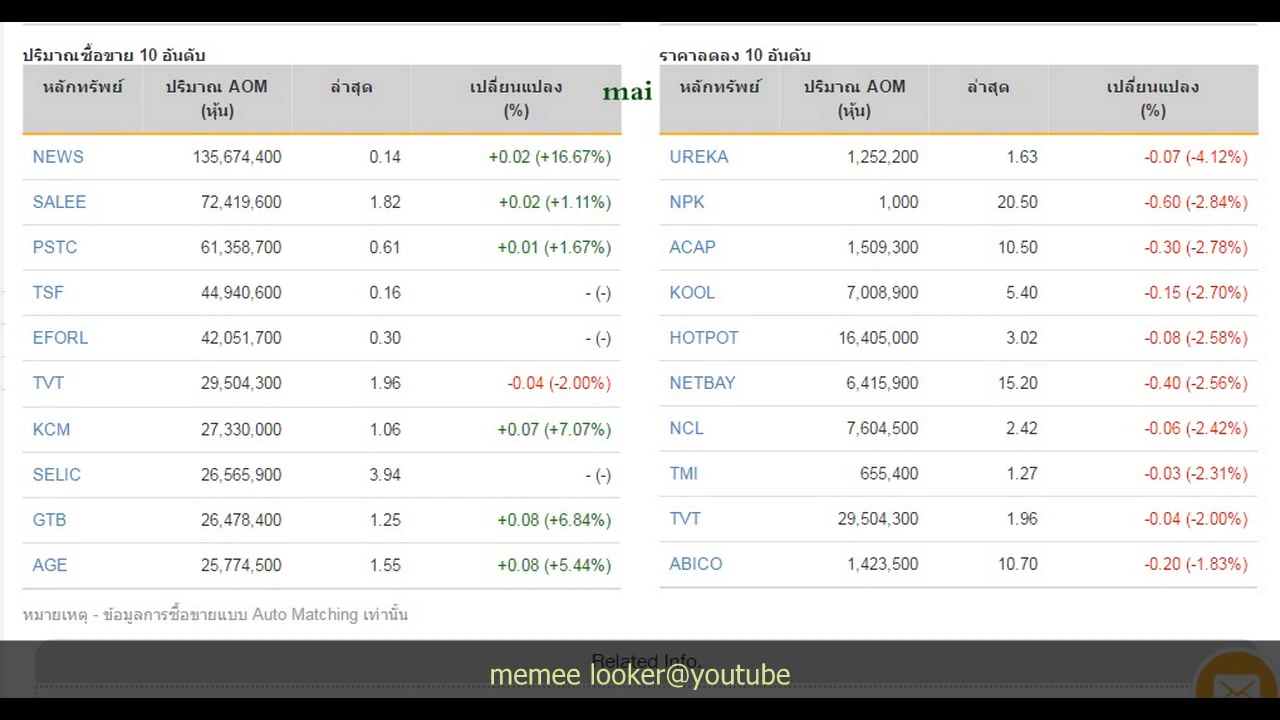 ปริมาณซื้อขาย 10 อันดับ
หลักทรัพย์ ปริมาณ AOM (หุ้น) ล่าสุด เปลี่ยนแปลง (%)
NEWS 135,674,400 0.14 +0.02 (+16.67%)
SALEE 72,419,600 1.82 +0.02 (+1.11%)
PSTC 61,358,700 0.61 +0.01 (+1.67%)
TSF 44,940,600 0.16 - (-)
EFORL 42,051,700 0.30 - (-)
TVT 29,504,300 1.96 -0.04 (-2.00%)
KCM 27,330,000 1.06 +0.07 (+7.07%)
SELIC 26,565,900 3.94 - (-)
GTB 26,478,400 1.25 +0.08 (+6.84%)
AGE 25,774,500 1.55 +0.08 (+5.44%)
หมายเหตุ - ข้อมูลการซื้อขายแบบ Auto Matching เท่านั้น
mai
ราคาลดลง 10 อันดับ
หลักทรัพย์ ปริมาณ AOM (หุ้น) ล่าสุด เปลี่ยนแปลง (%)
UREKA 1,252,200 1.63 -0.07 (-4.12%)
NPK 1,000 20.50 -0.60 (-2.84%)
ACAP 1,509,300 10.50 -0.30 (-2.78%)
KOOL 7,008,900 5.40 -0.15 (-2.70%)
HOTPOT 16,405,000 3.02 -0.08 (-2.58%)
NETBAY 6,415,900 15.20 -0.40 (-2.56%)
NCL 7,604,500 2.42 -0.06 (-2.42%)
TMI 655,400 1.27 -0.03 (-2.31%)
TVT 29,504,300 1.96 -0.04 (-2.00%)
ABICO 1,423,500 10.70 -0.20 (-1.83%)
Related Info.
memee looker@youtube